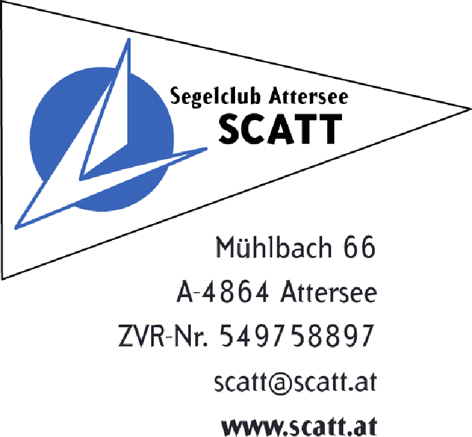 Segelclub Attersee
SCATT
Mühlbach 66
A-4864 Attersee
ZVR-Nr. 549758897
scatt@scatt.at
www.scatt.at